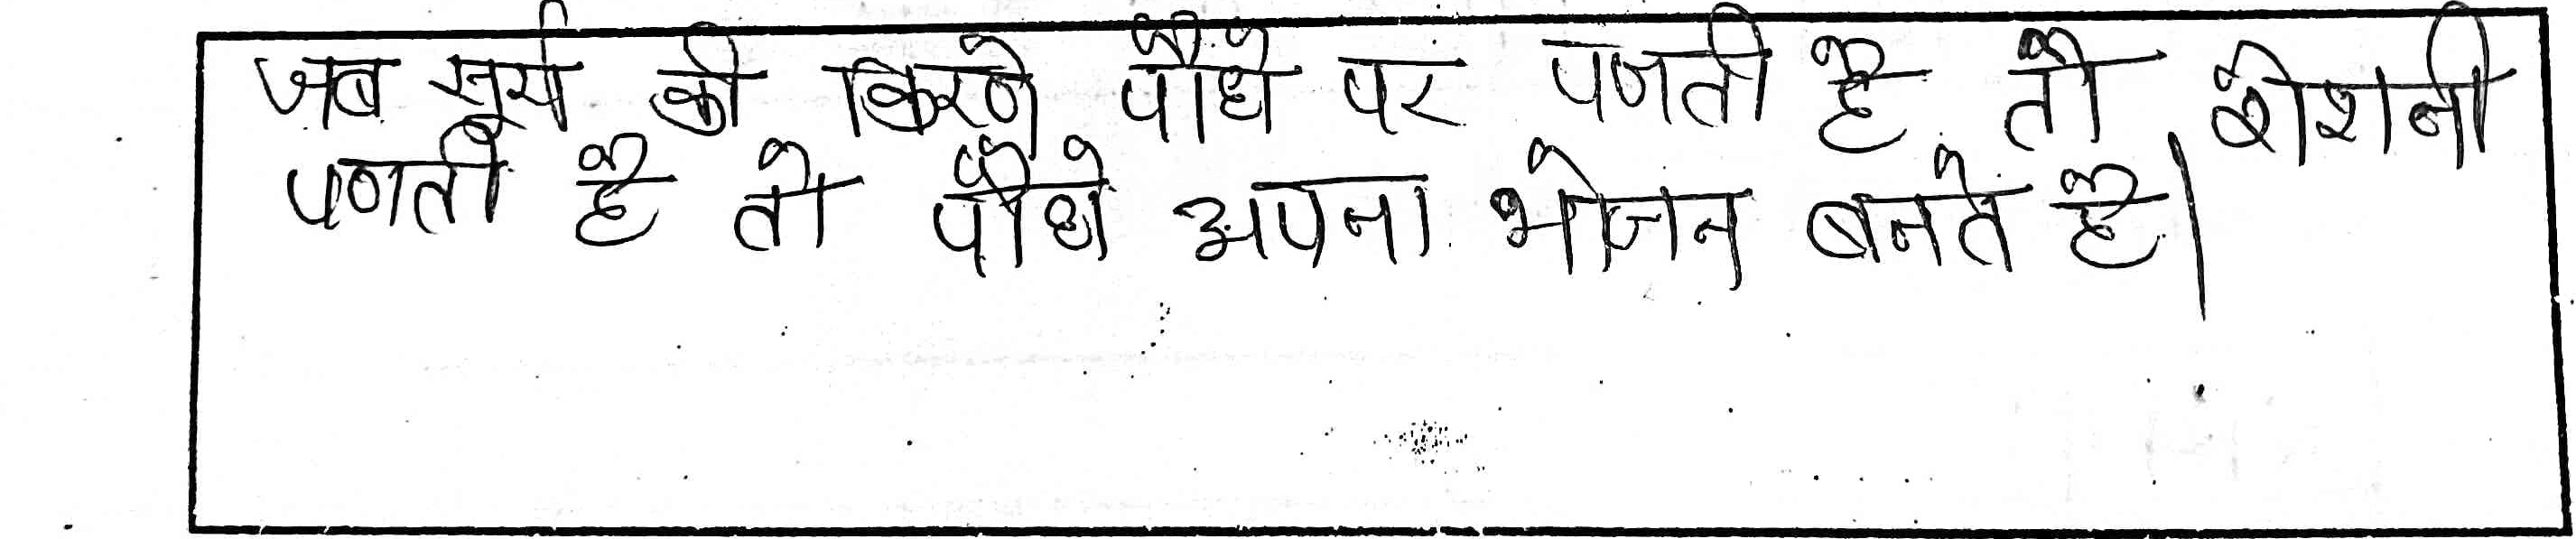 जब सूर्य की किरणे पौधे पर पणती है तो रोशनी
पणती है तो पौधे अपना भोजन बनते है।